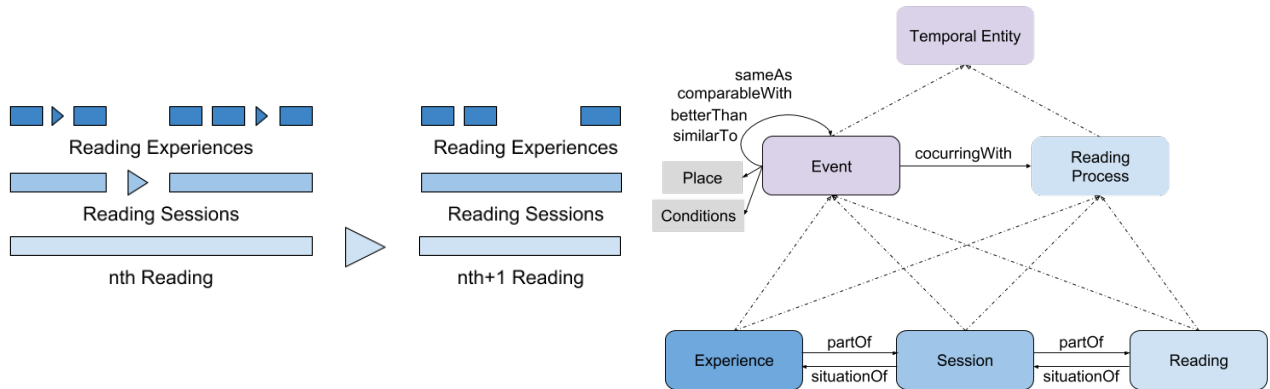 Reading Experiences
Reading Sessions
nth Reading
Reading Experiences
Reading Sessions
nth+1 Reading
Temporal Entity
sameAs
comparableWith
betterThan
similarTo
Event
cocurringWith
Reading
Process
Place
Conditions
Experience
partOf
situationOf
Session
partOf
situationOf
Reading